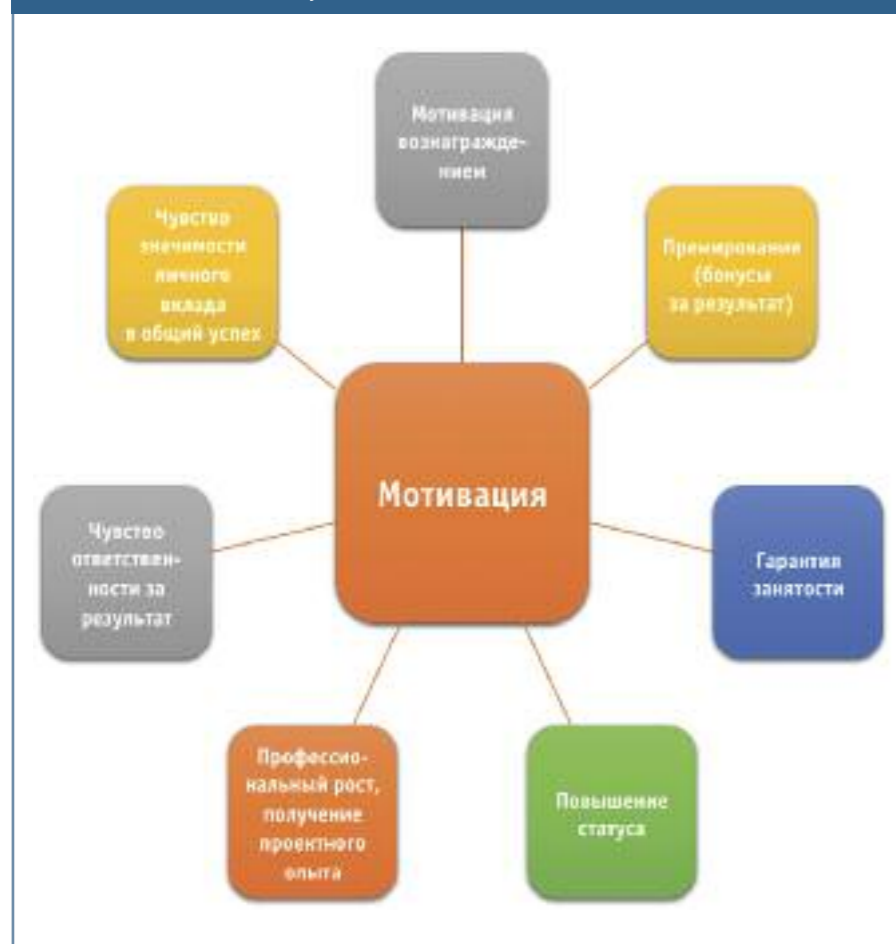 Мотивация
вознагражде-
нием
Премирование
(бонусы
за результат)
Гарантия
занятости
Повышение
статуса
Профессио-
нальный рост,
получение
проектного
опыта
Чувство
ответствен-
ности за
результат
Чувство
значимости
личного
вклада
в общий успех
Мотивация